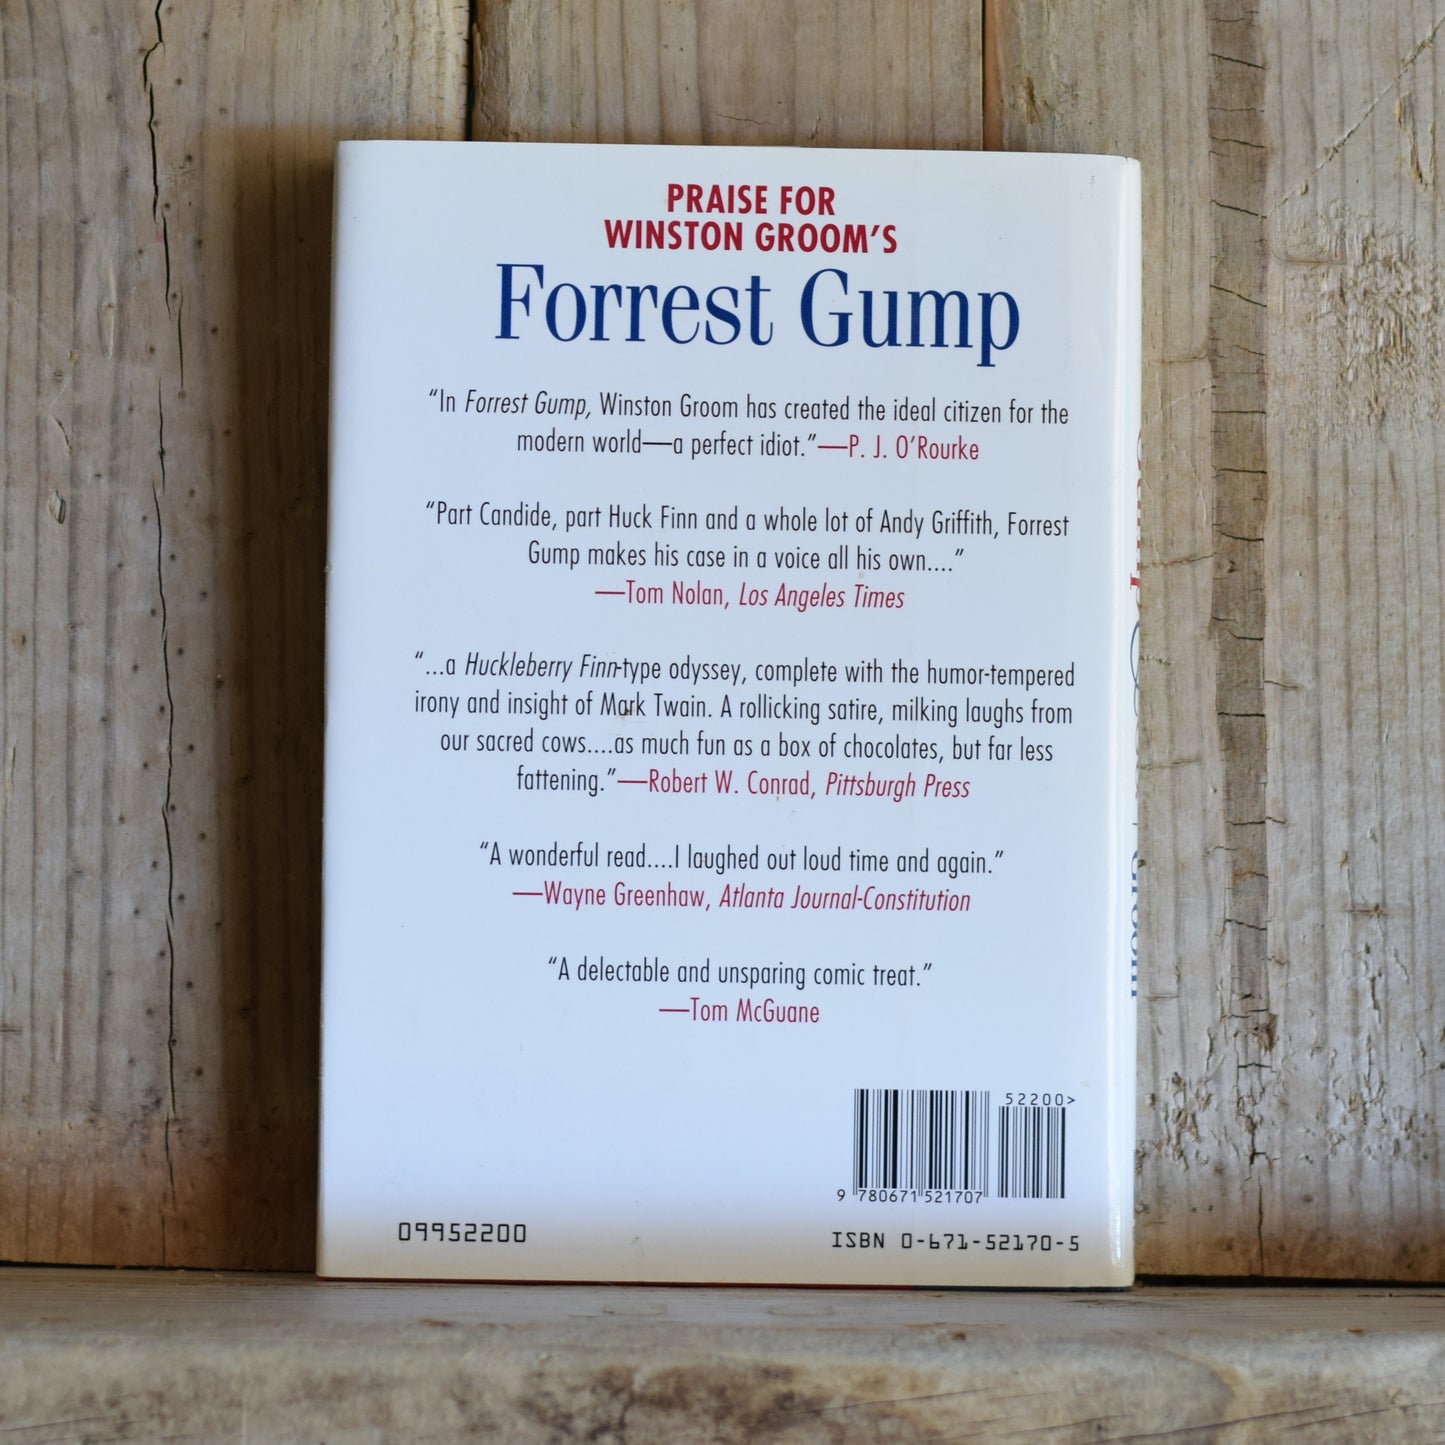 PRAISE FOR
WINSTON GROOM'S
Forrest Gump
“In Forrest Gump, Winston Groom has created the ideal citizen for the
modern world—a perfect idiot.”—P. J. O’Rourke
“Part Candide, part Huck Finn and a whole lot of Andy Griffith, Forrest
Gump makes his case in a voice all his own....”
—Tom Nolan, Los Angeles Times
“...a Huckleberry Finn-type odyssey, complete with the humor-tempered
irony and insight of Mark Twain. A rollicking satire, milking laughs from
our sacred cows....as much fun as a box of chocolates, but far less
fattening.”—Robert W. Conrad, Pittsburgh Press
“A wonderful read....I laughed out loud time and again.”
—Wayne Greenhaw, Atlanta Journal-Constitution
“A delectable and unsparing comic treat.”
—Tom McGuane
52200>
9 780671 521707
09952200
ISBN 0-671-52170-5